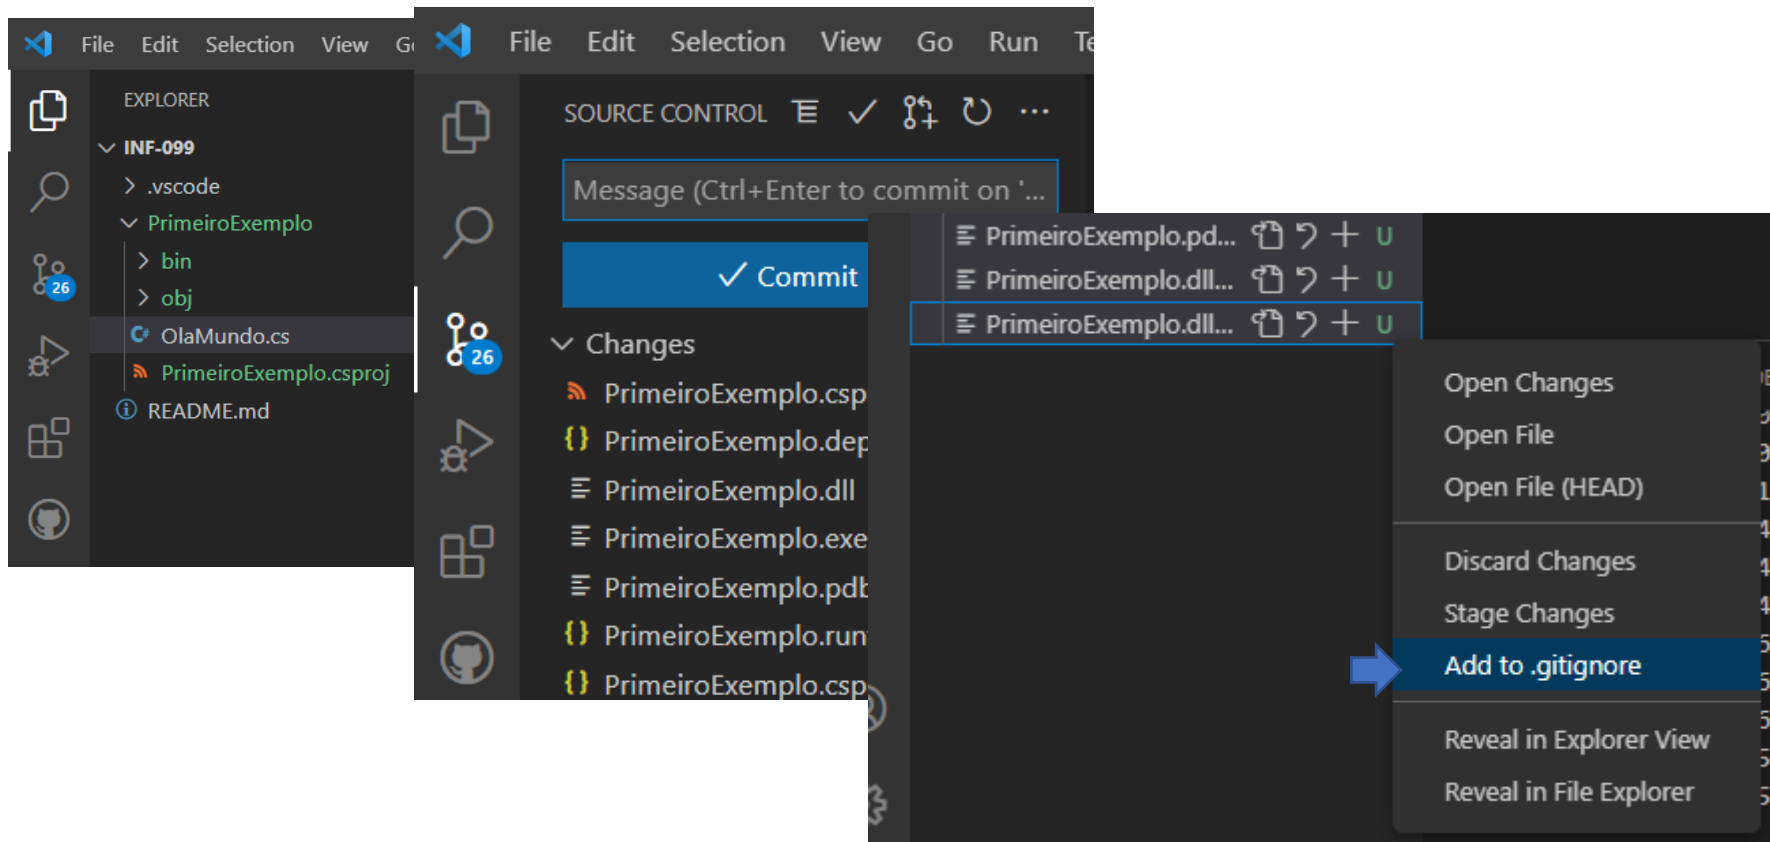 File Edit Selection View
EXPLORER
INF-099
.vscode
PrimeiroExemplo
bin
obj
OlaMundo.cs
PrimeiroExemplo.csproj
README.md
26
File Edit Selection View Go Run
SOURCE CONTROL
Message (Ctrl+Enter to commit on '...
Commit
Changes
26
PrimeiroExemplo.csp
PrimeiroExemplo.dep
PrimeiroExemplo.dll
PrimeiroExemplo.exe
PrimeiroExemplo.pdb
PrimeiroExemplo.run
PrimeiroExemplo.csp
PrimeiroExemplo.pd... U
PrimeiroExemplo.dll... U
PrimeiroExemplo.dll... U
Open Changes
Open File
Open File (HEAD)
Discard Changes
Stage Changes
Add to .gitignore
Reveal in Explorer View
Reveal in File Explorer